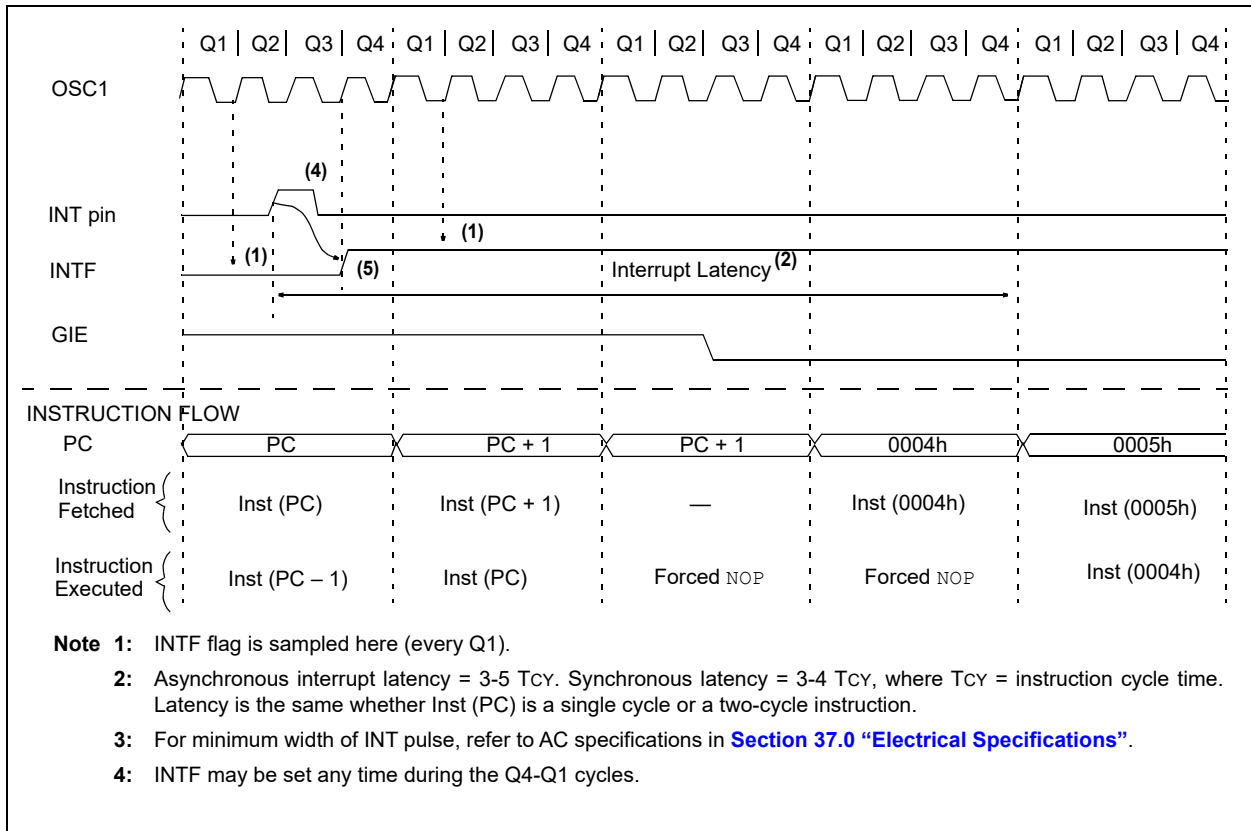 Q1 Q2 Q3 Q4 Q1 Q2 Q3 Q4 Q1 Q2 Q3 Q4 Q1 Q2 Q3 Q4 Q1 Q2 Q3 Q4
OSC1
(4)
INT pin
(1)
(1)
INTF
(5)
Interrupt Latency (2)
GIE
INSTRUCTION FLOW
PC
PC
PC + 1
PC + 1
0004h
0005h
Instruction
Fetched
Inst (PC)
Inst (PC + 1)
—
Inst (0004h)
Inst (0005h)
Instruction
Executed
Inst (PC – 1)
Inst (PC)
Forced NOP
Forced NOP
Inst (0004h)
Note 1: INTF flag is sampled here (every Q1).
2: Asynchronous interrupt latency = 3-5 TCY. Synchronous latency = 3-4 TCY, where TCY = instruction cycle time.
Latency is the same whether Inst (PC) is a single cycle or a two-cycle instruction.
3: For minimum width of INT pulse, refer to AC specifications in Section 37.0 “Electrical Specifications”.
4: INTF may be set any time during the Q4-Q1 cycles.